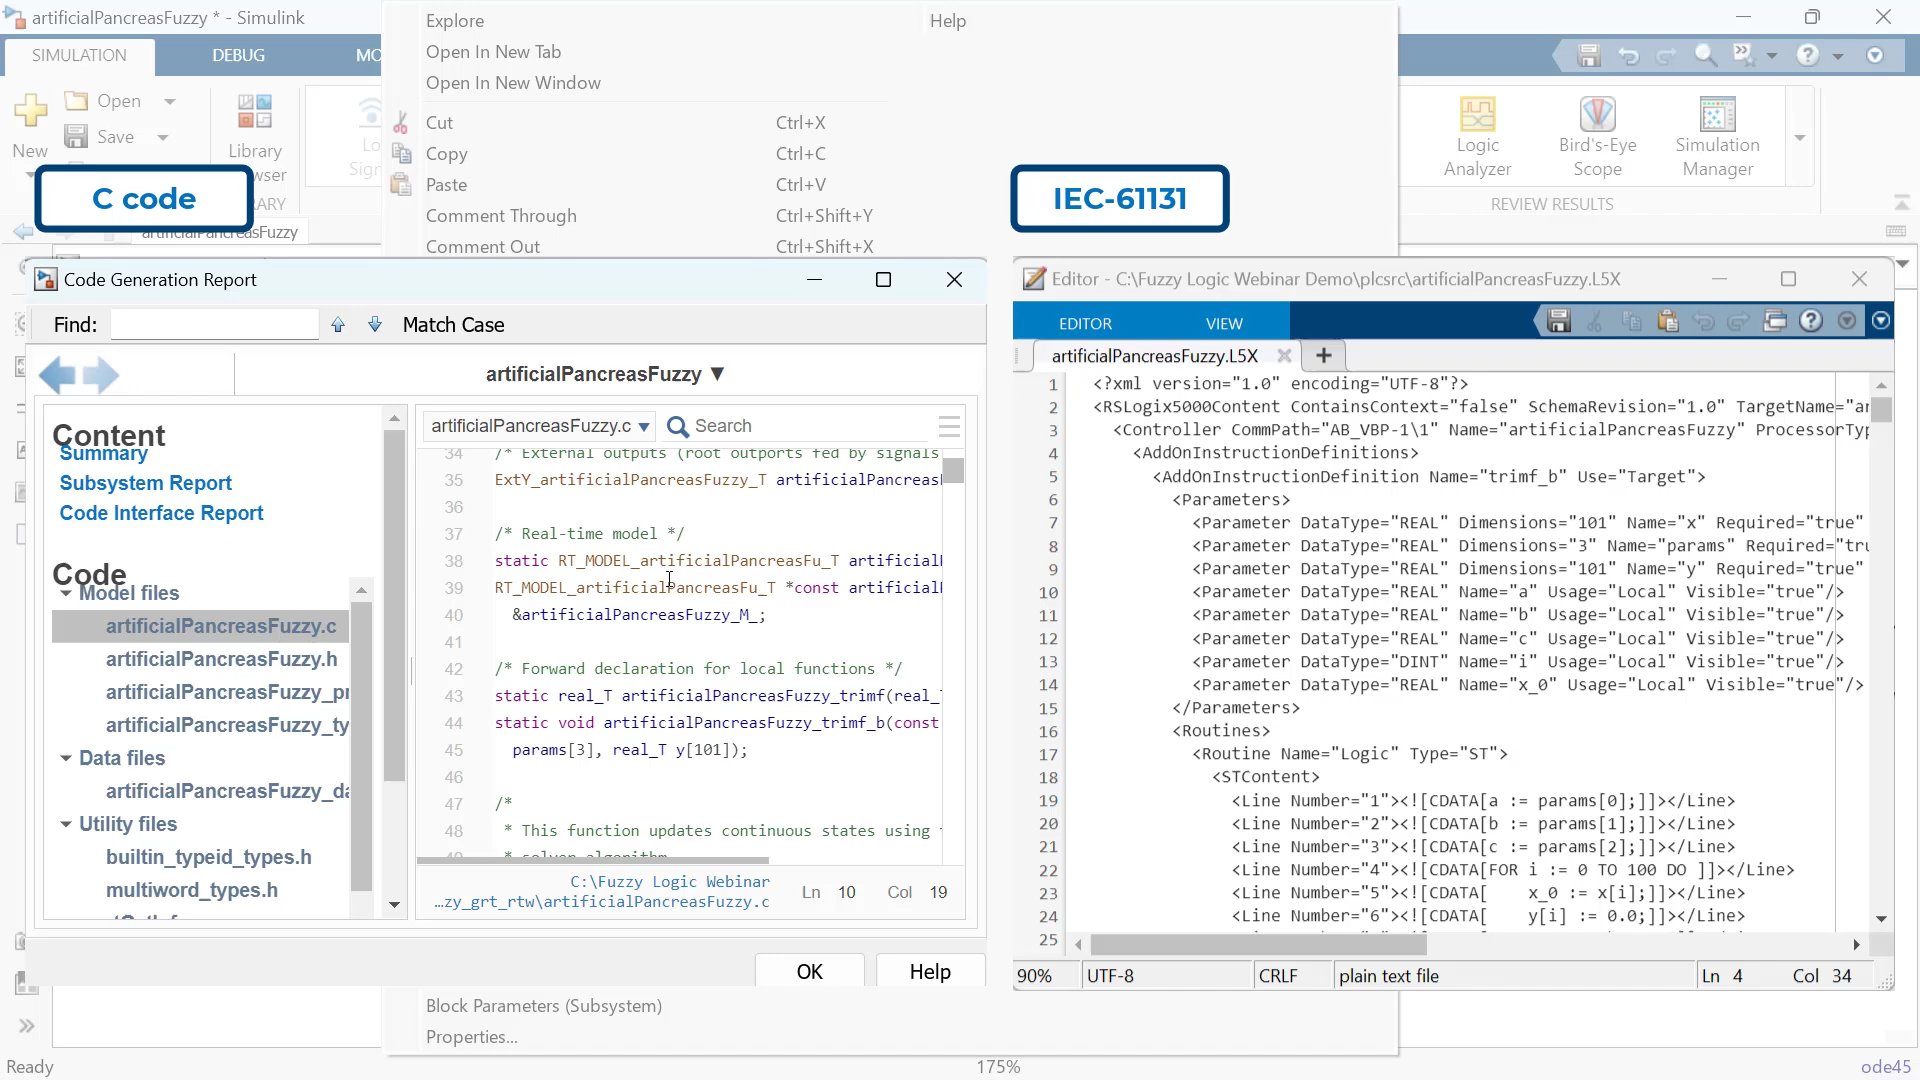 artificialPancreasFuzzy * - Simulink
SIMULATION
DEBUG
MO
Open
Save
New
Library
Explore
Help
Open In New Tab
Open In New Window
Cut Ctrl+X
Copy Ctrl+C
Paste Ctrl+V
Comment Through Ctrl+Shift+Y
Comment Out Ctrl+Shift+X
Logic Analyzer
Bird's-Eye Scope
Simulation Manager
REVIEW RESULTS
C code
IEC-61131
Code Generation Report
Find:
Match Case
artificialPancreasFuzzy ▼
Content
Summary
Subsystem Report
Code Interface Report
Code
Model files
artificialPancreasFuzzy.c
artificialPancreasFuzzy.h
artificialPancreasFuzzy_pr
artificialPancreasFuzzy_ty
Data files
artificialPancreasFuzzy_da
Utility files
builtin_typeid_types.h
multiword_types.h
artificialPancreasFuzzy.c
Search
34 /* External outputs (root outports fed by signals
35 ExtY_artificialPancreasFuzzy_T artificialPancreas
36
37 /* Real-time model */
38 static RT_MODEL_artificialPancreasFu_T artificial
39 RT_MODEL_artificialPancreasFu_T *const artificial
40 &artificialPancreasFuzzy_M_;
41
42 /* Forward declaration for local functions */
43 static real_T artificialPancreasFuzzy_trimf(real_
44 static void artificialPancreasFuzzy_trimf_b(const
45 params[3], real_T y[101]);
46
47 /*
48 * This function updates continuous states using
C:\Fuzzy Logic Webinar
...zy_grt_rtw\artificialPancreasFuzzy.c
Ln 10 Col 19
OK
Help
Editor - C:\Fuzzy Logic Webinar Demo\plcsrc\artificialPancreasFuzzy.L5X
EDITOR
VIEW
artificialPancreasFuzzy.L5X
1 <?xml version="1.0" encoding="UTF-8"?>
2 <RSLogix5000Content ContainsContext="false" SchemaRevision="1.0" TargetName="ar
3 <Controller CommPath="AB_VBP-1\1" Name="artificialPancreasFuzzy" ProcessorTyp
4 <AddOnInstructionDefinitions>
5 <AddOnInstructionDefinition Name="trimf_b" Use="Target">
6 <Parameters>
7 <Parameter DataType="REAL" Dimensions="101" Name="x" Required="true"
8 <Parameter DataType="REAL" Dimensions="3" Name="params" Required="tru
9 <Parameter DataType="REAL" Dimensions="101" Name="y" Required="true"
10 <Parameter DataType="REAL" Name="a" Usage="Local" Visible="true"/>
11 <Parameter DataType="REAL" Name="b" Usage="Local" Visible="true"/>
12 <Parameter DataType="REAL" Name="c" Usage="Local" Visible="true"/>
13 <Parameter DataType="DINT" Name="i" Usage="Local" Visible="true"/>
14 <Parameter DataType="REAL" Name="x_0" Usage="Local" Visible="true"/>
15 </Parameters>
16 <Routines>
17 <Routine Name="Logic" Type="ST">
18 <STContent>
19 <Line Number="1"><![CDATA[a := params[0];]]></Line>
20 <Line Number="2"><![CDATA[b := params[1];]]></Line>
21 <Line Number="3"><![CDATA[c := params[2];]]></Line>
22 <Line Number="4"><![CDATA[FOR i := 0 TO 100 DO ]]></Line>
23 <Line Number="5"><![CDATA[ x_0 := x[i];]]></Line>
24 <Line Number="6"><![CDATA[ y[i] := 0.0;]]></Line>
25
90% UTF-8 CRLF plain text file Ln 4 Col 34
Block Parameters (Subsystem)
Properties...
Ready
175%
ode45